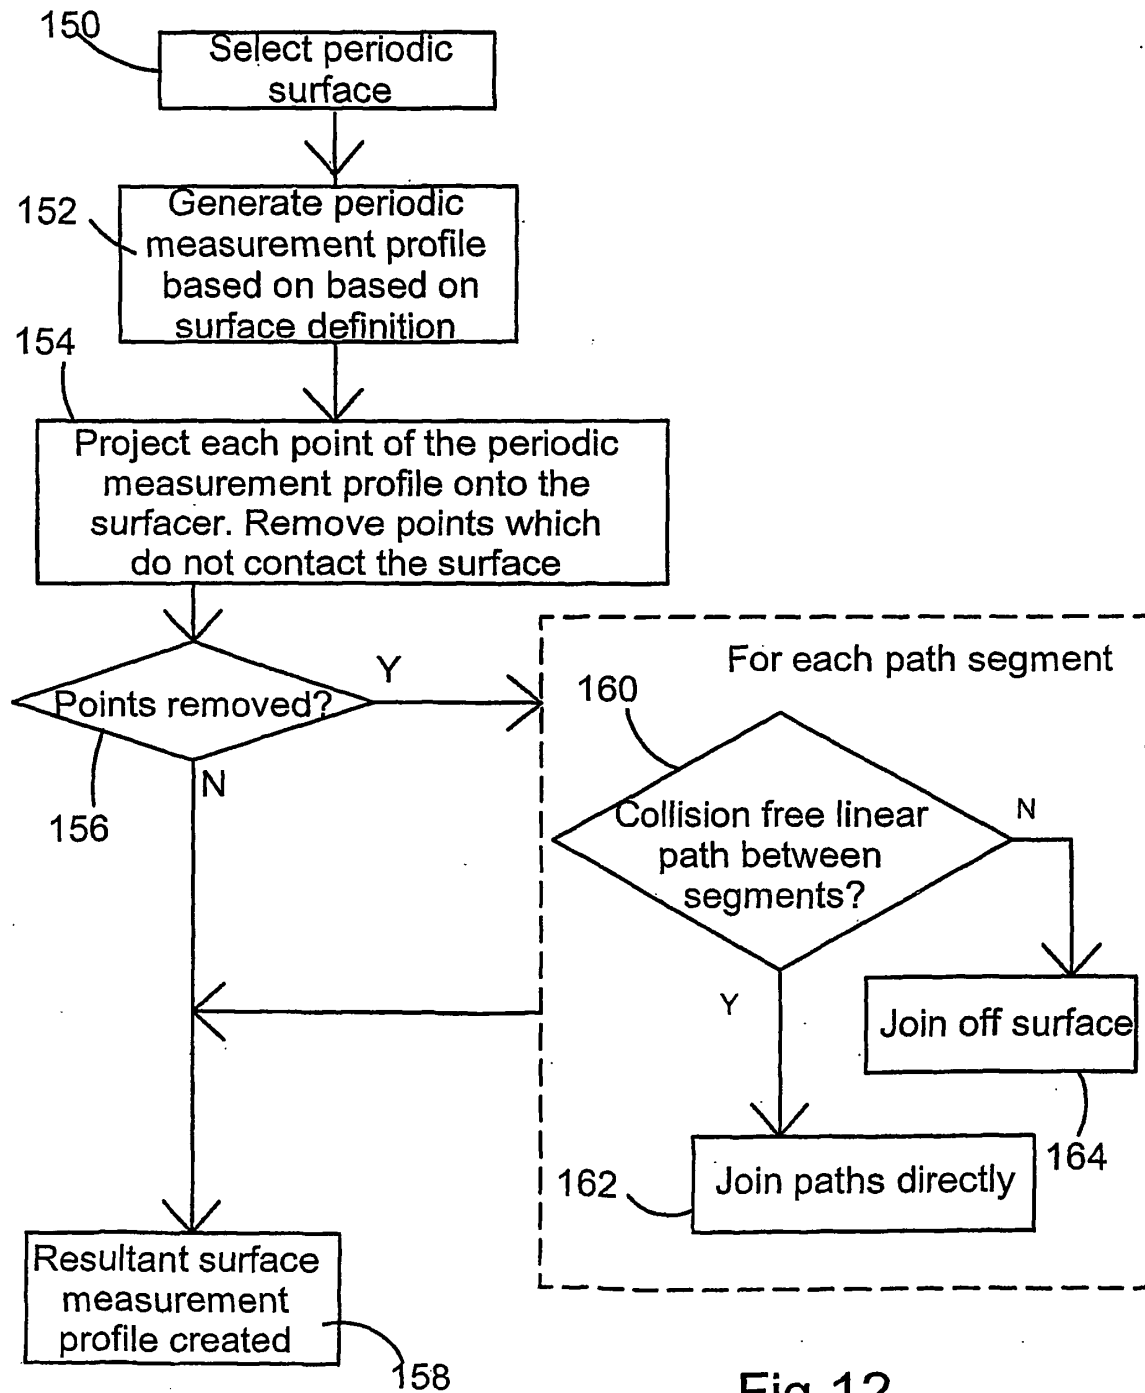 150
Select periodic
surface
152
Generate periodic
measurement profile
based on based on
surface definition
154
Project each point of the periodic
measurement profile onto the
surfacer. Remove points which
do not contact the surface
Points removed?
Y
N
156
For each path segment
160
Collision free linear
path between
segments?
N
Y
Join off surface
164
162
Join paths directly
Resultant surface
measurement
profile created
158
Fig 12